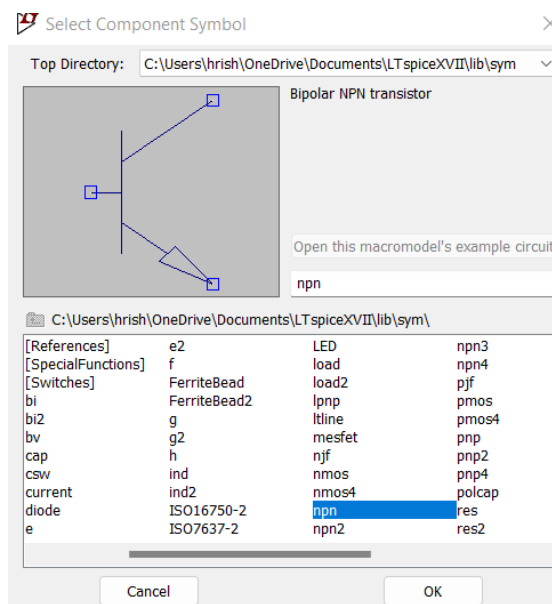 Select Component Symbol
Top Directory: C:\Users\hrish\OneDrive\Documents\LTspiceXVII\lib\sym
Bipolar NPN transistor
Open this macromodel's example circuit
npn
C:\Users\hrish\OneDrive\Documents\LTspiceXVII\lib\sym\
[References] e2 LED npn3
[SpecialFunctions] f load npn4
[Switches] FerriteBead load2 pjf
bi FerriteBead2 lpnp pmos
bi2 g ltline pmos4
bv g2 mesfet pnp
cap h njf pnp2
csw ind nmos pnp4
current ind2 nmos4 polcap
diode ISO16750-2 npn res
e ISO7637-2 npn2 res2
Cancel OK